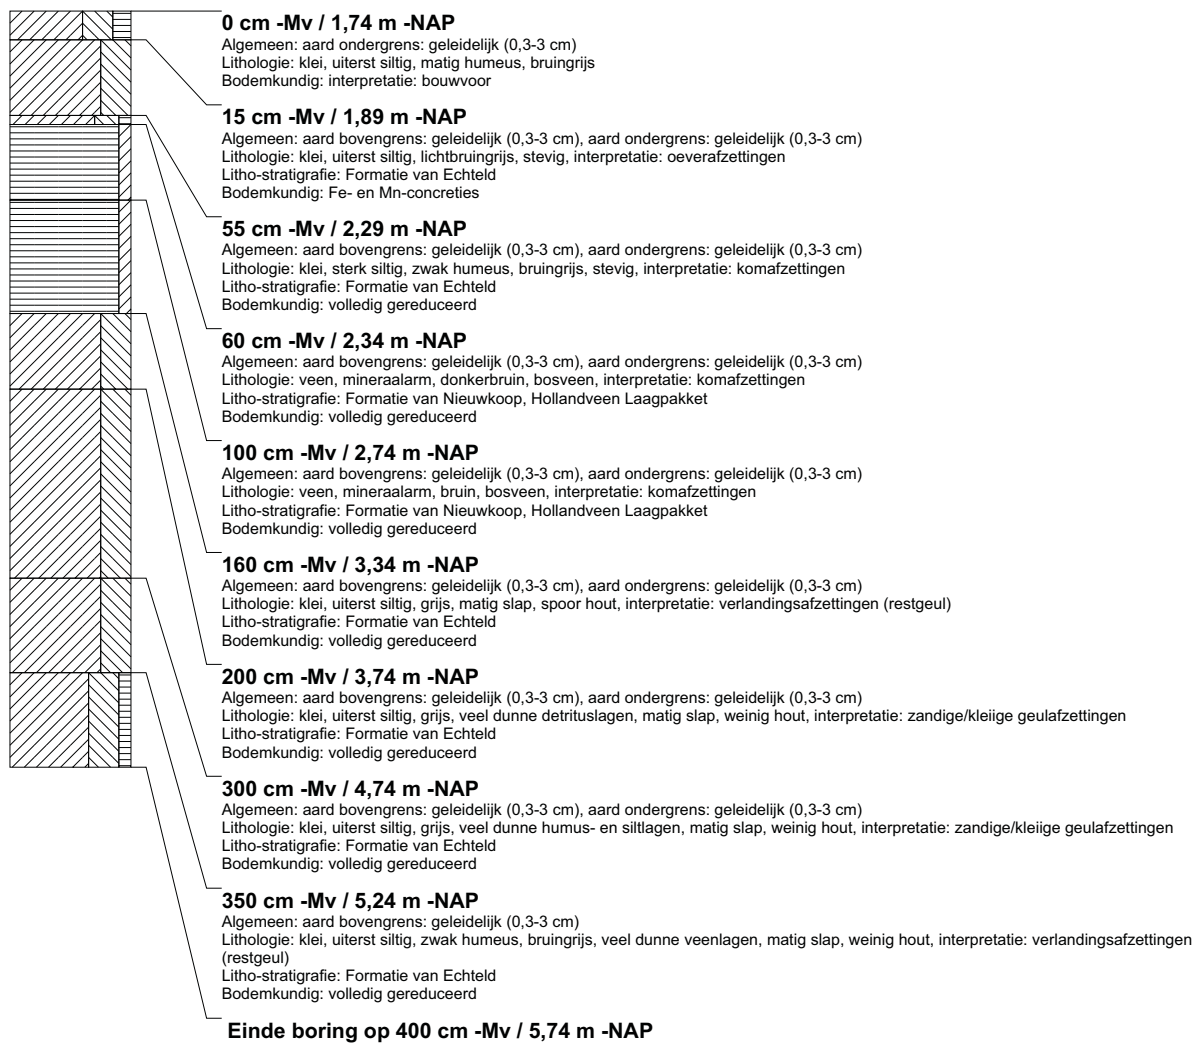 0 cm -Mv / 1,74 m -NAP
Algemeen: aard ondergrens: geleidelijk (0,3-3 cm)
Lithologie: klei, uiterst siltig, matig humeus, bruingrijs
Bodemkundig: interpretatie: bouwvoor
15 cm -Mv / 1,89 m -NAP
Algemeen: aard bovengrens: geleidelijk (0,3-3 cm), aard ondergrens: geleidelijk (0,3-3 cm)
Lithologie: klei, uiterst siltig, lichtbruingrijs, stevig, interpretatie: oeverafzettingen
Litho-stratigrafie: Formatie van Echteld
Bodemkundig: Fe- en Mn-concreties
55 cm -Mv / 2,29 m -NAP
Algemeen: aard bovengrens: geleidelijk (0,3-3 cm), aard ondergrens: geleidelijk (0,3-3 cm)
Lithologie: klei, sterk siltig, zwak humeus, bruingrijs, stevig, interpretatie: komafzettingen
Litho-stratigrafie: Formatie van Echteld
Bodemkundig: volledig gereduceerd
60 cm -Mv / 2,34 m -NAP
Algemeen: aard bovengrens: geleidelijk (0,3-3 cm), aard ondergrens: geleidelijk (0,3-3 cm)
Lithologie: veen, mineraalarm, donkerbruin, bosveen, interpretatie: komafzettingen
Litho-stratigrafie: Formatie van Nieuwkoop, Hollandveen Laagpakket
Bodemkundig: volledig gereduceerd
100 cm -Mv / 2,74 m -NAP
Algemeen: aard bovengrens: geleidelijk (0,3-3 cm), aard ondergrens: geleidelijk (0,3-3 cm)
Lithologie: veen, mineraalarm, bruin, bosveen, interpretatie: komafzettingen
Litho-stratigrafie: Formatie van Nieuwkoop, Hollandveen Laagpakket
Bodemkundig: volledig gereduceerd
160 cm -Mv / 3,34 m -NAP
Algemeen: aard bovengrens: geleidelijk (0,3-3 cm), aard ondergrens: geleidelijk (0,3-3 cm)
Lithologie: klei, uiterst siltig, grijs, matig slap, spoor hout, interpretatie: verlandingsafzettingen (restgeul)
Litho-stratigrafie: Formatie van Echteld
Bodemkundig: volledig gereduceerd
200 cm -Mv / 3,74 m -NAP
Algemeen: aard bovengrens: geleidelijk (0,3-3 cm), aard ondergrens: geleidelijk (0,3-3 cm)
Lithologie: klei, uiterst siltig, grijs, veel dunne detrituslagen, matig slap, weinig hout, interpretatie: zandige/kleiige geulafzettingen
Litho-stratigrafie: Formatie van Echteld
Bodemkundig: volledig gereduceerd
300 cm -Mv / 4,74 m -NAP
Algemeen: aard bovengrens: geleidelijk (0,3-3 cm), aard ondergrens: geleidelijk (0,3-3 cm)
Lithologie: klei, uiterst siltig, grijs, veel dunne humus- en siltlagen, matig slap, weinig hout, interpretatie: zandige/kleiige geulafzettingen
Litho-stratigrafie: Formatie van Echteld
Bodemkundig: volledig gereduceerd
350 cm -Mv / 5,24 m -NAP
Algemeen: aard bovengrens: geleidelijk (0,3-3 cm)
Lithologie: klei, uiterst siltig, zwak humeus, bruingrijs, veel dunne veenlagen, matig slap, weinig hout, interpretatie: verlandingsafzettingen
(restgeul)
Litho-stratigrafie: Formatie van Echteld
Bodemkundig: volledig gereduceerd
Einde boring op 400 cm -Mv / 5,74 m -NAP